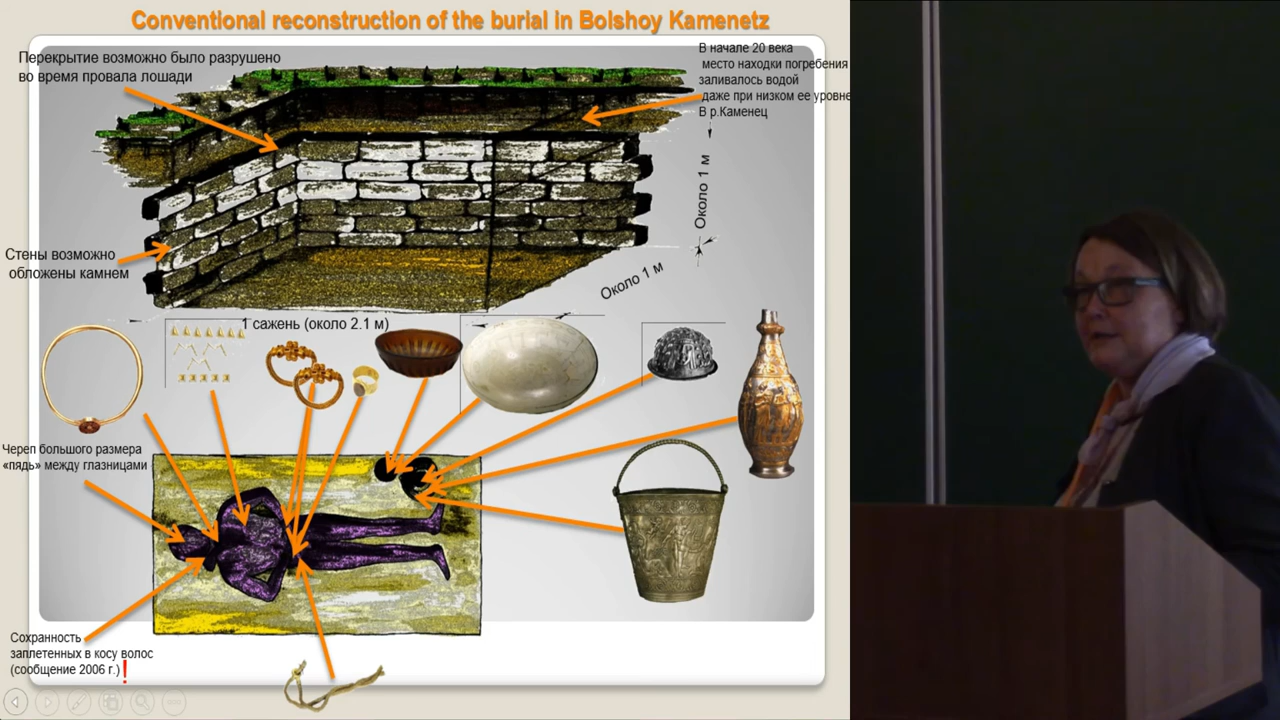 Conventional reconstruction of the burial in Bolshoy Kamenetz
Перекрытие возможно было разрушено
во время провала лошади
В начале 20 века
место находки погребения
заливалось водой
даже при низком ее уровне
В р.Каменец
Около 1 м
Стены возможно
обложены камнем
Около 1 м
1 сажень (около 2.1 м)
Череп большого размера
«пядь» между глазницами
Сохранность
заплетенных в косу волос
(сообщение 2006 г.)!